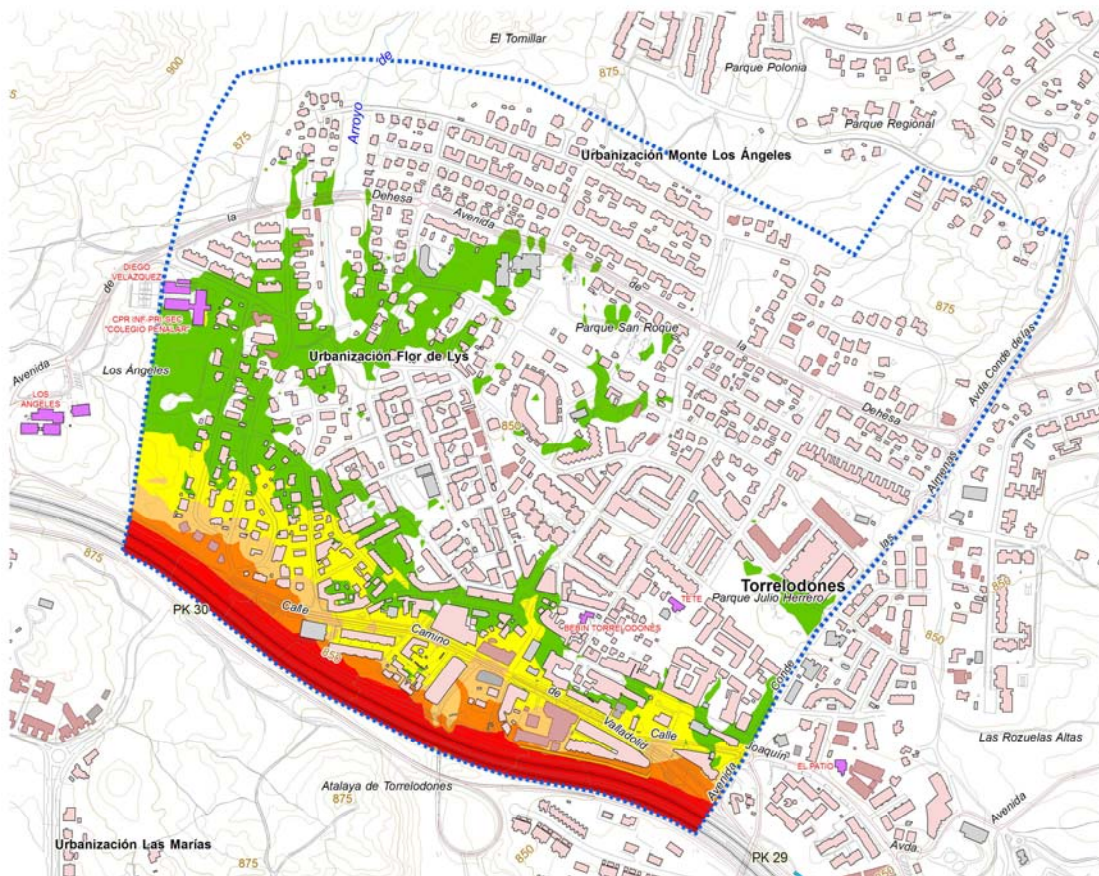 El Tomillar
de
900
875
Parque Polonia
5
Parque Regional
Arroyo
875
Urbanización Monte Los Ángeles
Dehesa
la
Avenida
de
DIEGO
VELAZQUEZ
CPR INF-PRI-SEC
"COLEGIO PEÑALAR"
de
875
Parque San Roque
la
Urbanización Flor de Lys
Avenida
Los Ángeles
Avda Conde de las
LOS
ANGELES
Dehesa
850
Almenas
las
875
Torrelodones
850
PK 30
Calle
TETE
Parque Julio Herrero
BEBIN TORRELODONES
Camino
850
850
Conde
de
Valladolid
Calle
Joaquín
Las Rozuelas Altas
EL PATIO
Avenida
Atalaya de Torrelodones
875
Avenida
Urbanización Las Marías
875
850
PK 29
Avda.
850